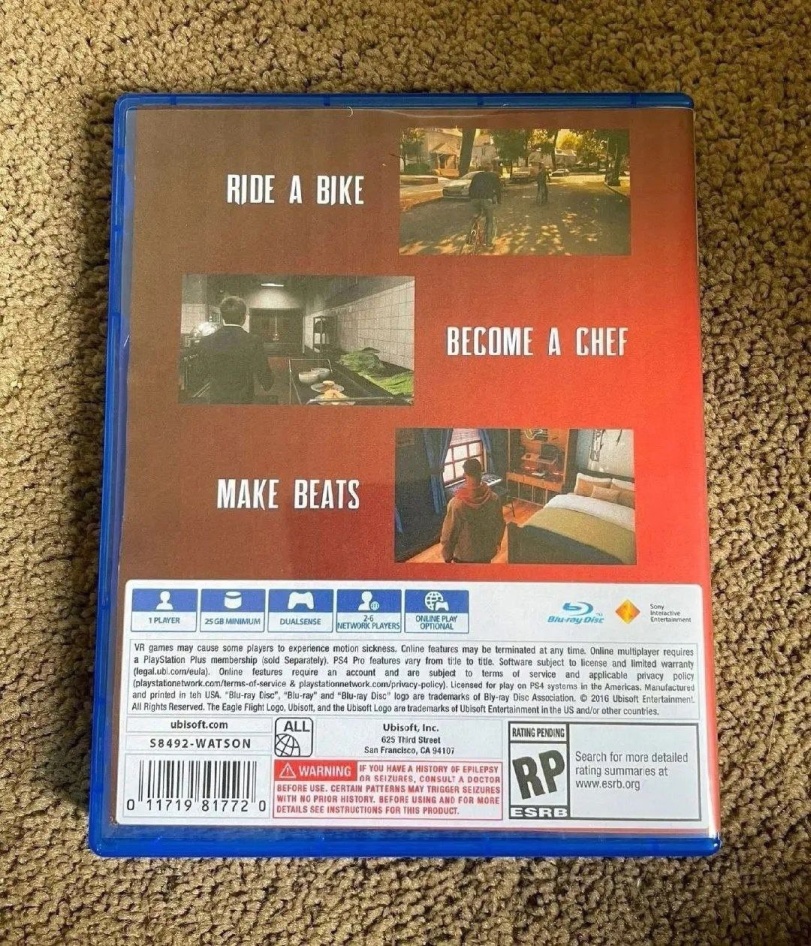 RIDE A BIKE
BECOME A CHEF
MAKE BEATS
1 PLAYER
25 GB MINIMUM
DUALSENSE
2-6
NETWORK PLAYERS
ONLINE PLAY
OPTIONAL
Blu-ray Disc
Sony
Interactive
Entertainment
VR games may cause some players to experience motion sickness. Online features may be terminated at any time. Online multiplayer requires
a PlayStation Plus membership (sold Separately). PS4 Pro features vary from title to title. Software subject to license and limited warranty
(legal.ubi.com/eula). Online features require an account and are subject to terms of service and applicable privacy policy
(playstationetwork.com/terms-of-service & playstationnetwork.com/privacy-policy). Licensed for play on PS4 systems in the Americas. Manufactured
and printed in teh USA. "Blu-ray Disc", "Blu-ray" and "Blu-ray Disc" logo are trademarks of Bly-ray Disc Association. © 2016 Ubisoft Entertainment.
All Rights Reserved. The Eagle Flight Logo, Ubisoft, and the Ubisoft Logo are trademarks of Ubisoft Entertainment in the US and/or other countries.
ubisoft.com
S8492-WATSON
0 11719 81772 0
ALL
Ubisoft, Inc.
625 Third Street
San Francisco, CA 94107
WARNING IF YOU HAVE A HISTORY OF EPILEPSY
OR SEIZURES, CONSULT A DOCTOR
BEFORE USE. CERTAIN PATTERNS MAY TRIGGER SEIZURES
WITH NO PRIOR HISTORY. BEFORE USING AND FOR MORE
DETAILS SEE INSTRUCTIONS FOR THIS PRODUCT.
RATING PENDING
RP
ESRB
Search for more detailed
rating summaries at
www.esrb.org